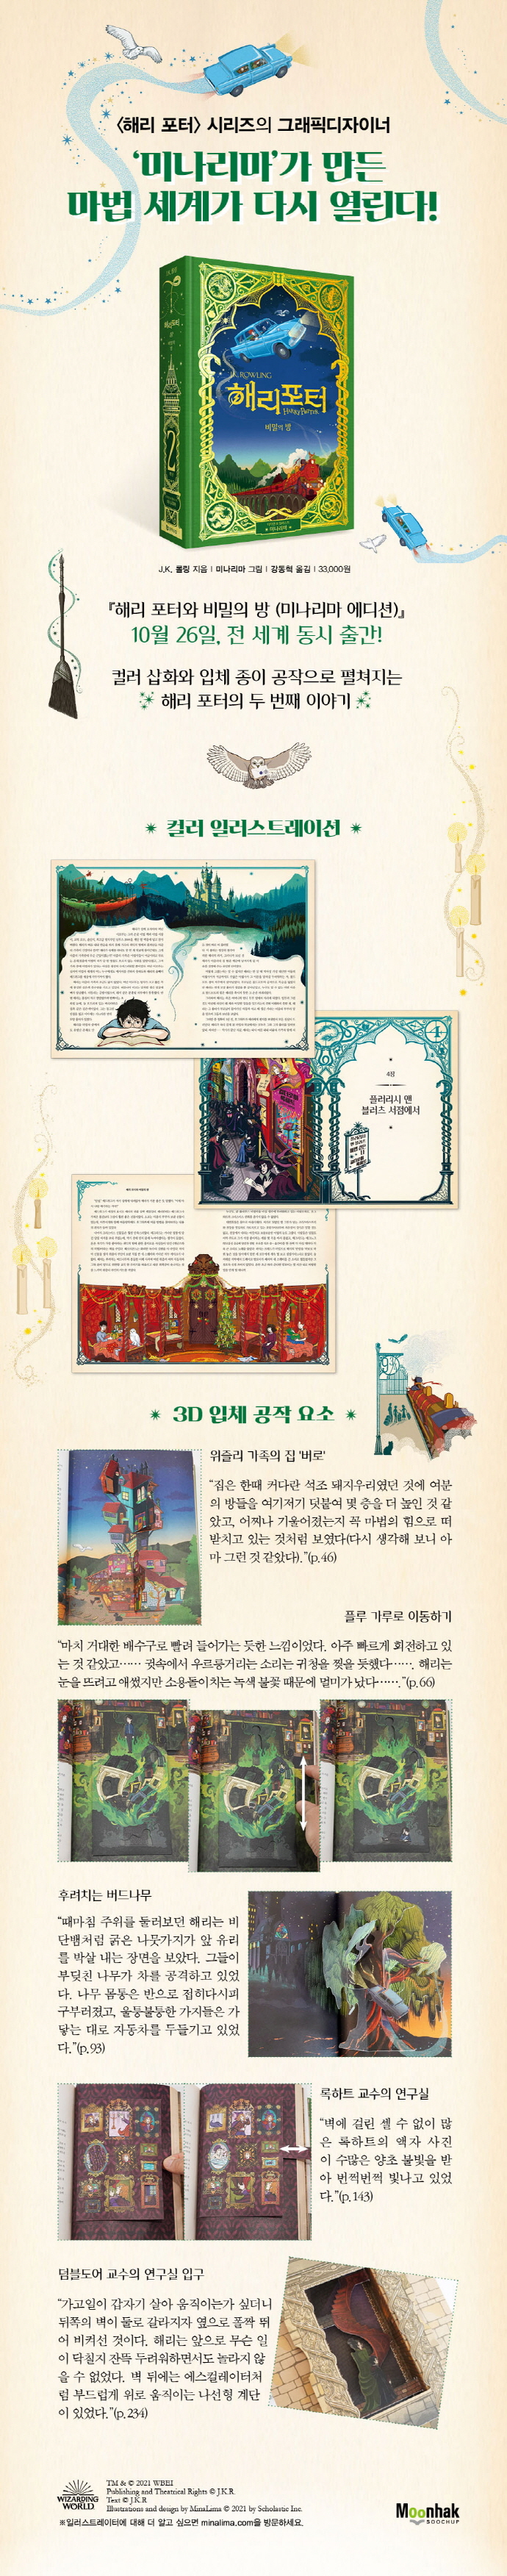 〈해리 포터〉 시리즈의 그래픽디자이너
‘미나리마’가 만든
마법 세계가 다시 열린다!
J.K. ROWLING
해리포터
HARRY POTTER
비밀의 방
2
미나리마
J.K. 롤링 지음 | 미나리마 그림 | 강동혁 옮김 | 33,000원
『해리 포터와 비밀의 방 (미나리마 에디션)』
10월 26일, 전 세계 동시 출간!
컬러 삽화와 입체 종이 공작으로 펼쳐지는
해리 포터의 두 번째 이야기
컬러 일러스트레이션
4장
플러리시 앤
블러츠 서점에서
3D 입체 공작 요소
위즐리 가족의 집 '버로'
“집은 한때 커다란 석조 돼지우리였던 것에 여분
의 방들을 여기저기 덧붙여 몇 층을 더 높인 것 같
았고, 어찌나 기울어졌는지 꼭 마법의 힘으로 떠
받치고 있는 것처럼 보였다(다시 생각해 보니 아
마 그런 것 같았다).”(p.46)
플루 가루로 이동하기
“마치 거대한 배수구로 빨려 들어가는 듯한 느낌이었다. 아주 빠르게 회전하고 있
는 것 같았고…… 귓속에서 우르릉거리는 소리는 귀청을 찢을 듯했다……. 해리는
눈을 뜨려고 애썼지만 소용돌이치는 녹색 불꽃 때문에 멀미가 났다…….”(p.66)
후려치는 버드나무
“때마침 주위를 둘러보던 해리는 비
단뱀처럼 굵은 나뭇가지가 앞 유리
를 박살 내는 장면을 보았다. 그들이
부딪친 나무가 차를 공격하고 있었
다. 나무 몸통은 반으로 접히다시피
구부러졌고, 울퉁불퉁한 가지들은 가
닿는 대로 자동차를 두들기고 있었
다.”(p.93)
록하트 교수의 연구실
“벽에 걸린 셀 수 없이 많
은 록하트의 액자 사진
이 수많은 양초 불빛을 받
아 번쩍번쩍 빛나고 있었
다.”(p.143)
덤블도어 교수의 연구실 입구
“가고일이 갑자기 살아 움직이는가 싶더니
뒤쪽의 벽이 둘로 갈라지자 옆으로 폴짝 뛰
어 비켜선 것이다. 해리는 앞으로 무슨 일
이 닥칠지 잔뜩 두려워하면서도 놀라지 않
을 수 없었다. 벽 뒤에는 에스컬레이터처
럼 부드럽게 위로 움직이는 나선형 계단
이 있었다.”(p.234)
WIZARDING
WORLD
TM & © 2021 WBEI
Publishing and Theatrical Rights © J.K.R.
Text © J.K.R
Illustrations and design by MinaLima © 2021 by Scholastic Inc.
※일러스트레이터에 대해 더 알고 싶으면 minalima.com을 방문하세요.
Moonhak
SOOCHUP